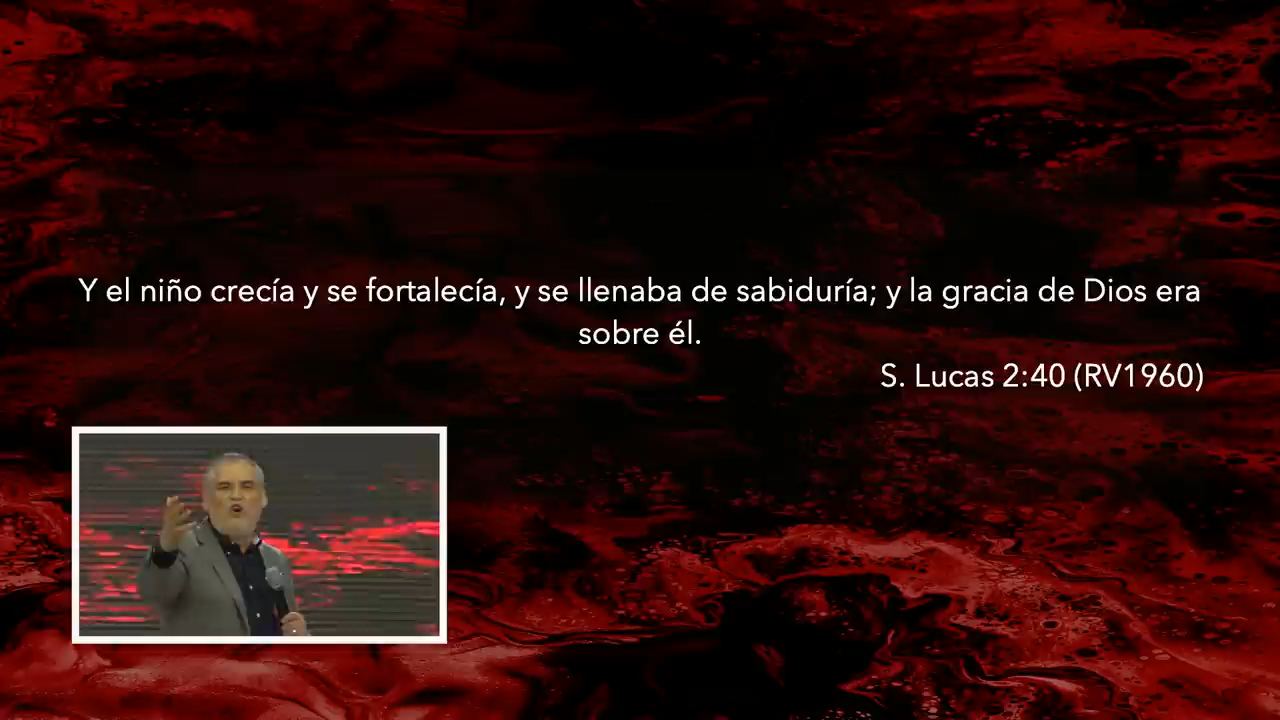 Y el niño crecía y se fortalecía, y se llenaba de sabiduría; y la gracia de Dios era
sobre él.
S. Lucas 2:40 (RV1960)